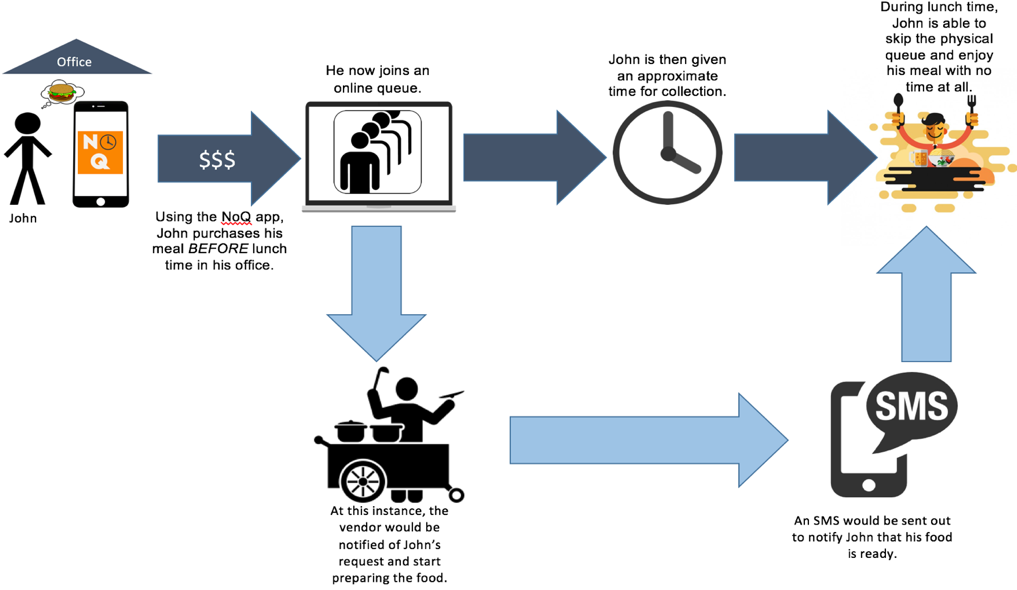 Office
NQ
John
$$$
Using the NoQ app,
John purchases his
meal BEFORE lunch
time in his office.
He now joins an
online queue.
John is then given
an approximate
time for collection.
During lunch time,
John is able to
skip the physical
queue and enjoy
his meal with no
time at all.
At this instance, the
vendor would be
notified of John's
request and start
preparing the food.
SMS
An SMS would be sent out
to notify John that his food
is ready.